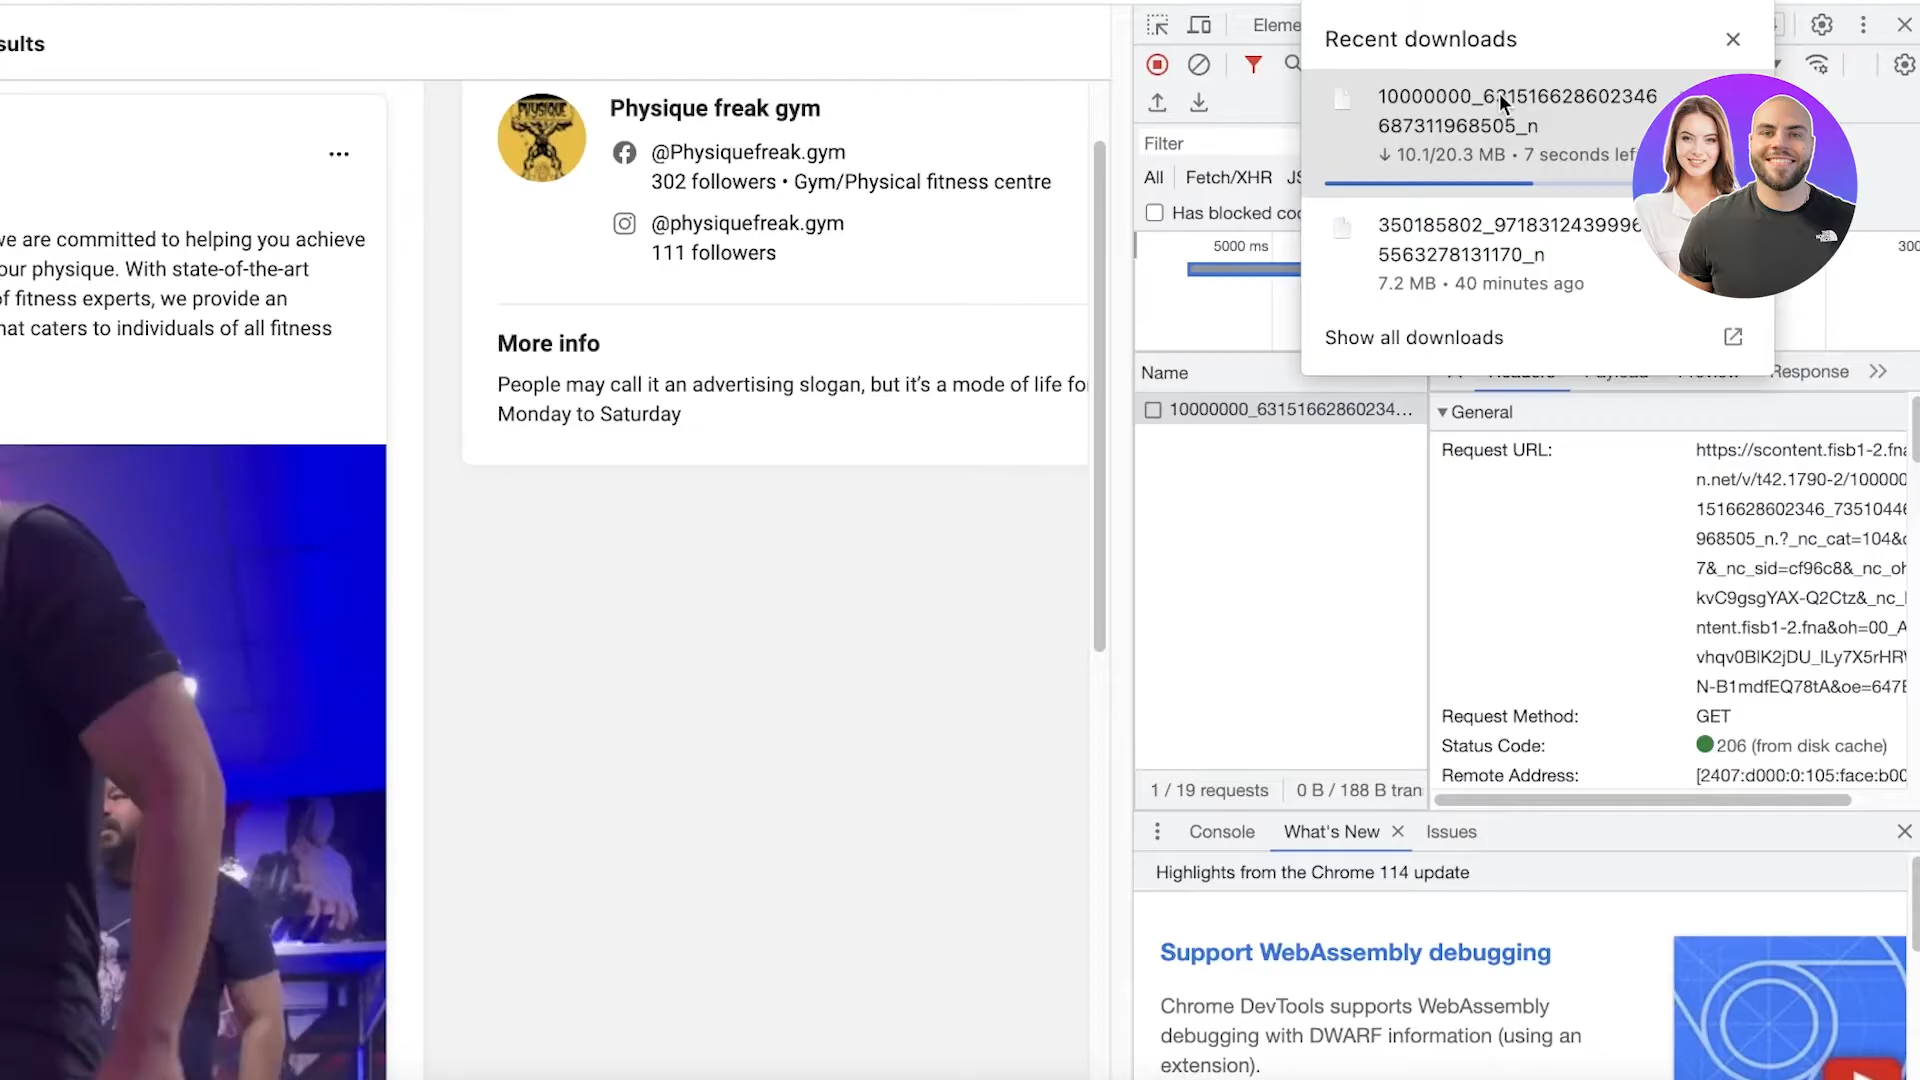 sults
we are committed to helping you achieve
our physique. With state-of-the-art
of fitness experts, we provide an
hat caters to individuals of all fitness
PHYSIQUE
Physique freak gym
@Physiquefreak.gym
302 followers • Gym/Physical fitness centre
@physiquefreak.gym
111 followers
More info
People may call it an advertising slogan, but it's a mode of life fo
Monday to Saturday
Eleme
Recent downloads
10000000_631516628602346
687311968505_n
↓ 10.1/20.3 MB • 7 seconds lef
350185802_971831243999
5563278131170_n
7.2 MB • 40 minutes ago
Show all downloads
Filter
All
Fetch/XHR
JS
Has blocked coo
5000 ms
300
Name
Response
10000000_63151662860234...
General
Request URL:
https://scontent.fisb1-2.fna
n.net/v/t42.1790-2/100000
1516628602346_7351044
968505_n.?_nc_cat=104&
7&_nc_sid=cf96c8&_nc_oh
kvC9gsgYAX-Q2Ctz&_nc_
ntent.fisb1-2.fna&oh=00_A
vhqv0BlK2jDU_lLy7X5rHR
N-B1mdfEQ78tA&oe=647
Request Method:
GET
Status Code:
206 (from disk cache)
Remote Address:
[2407:d000:0:105:face:b00
1 / 19 requests
0 B / 188 B tran
Console
What's New
Issues
Highlights from the Chrome 114 update
Support WebAssembly debugging
Chrome DevTools supports WebAssembly
debugging with DWARF information (using an
extension).